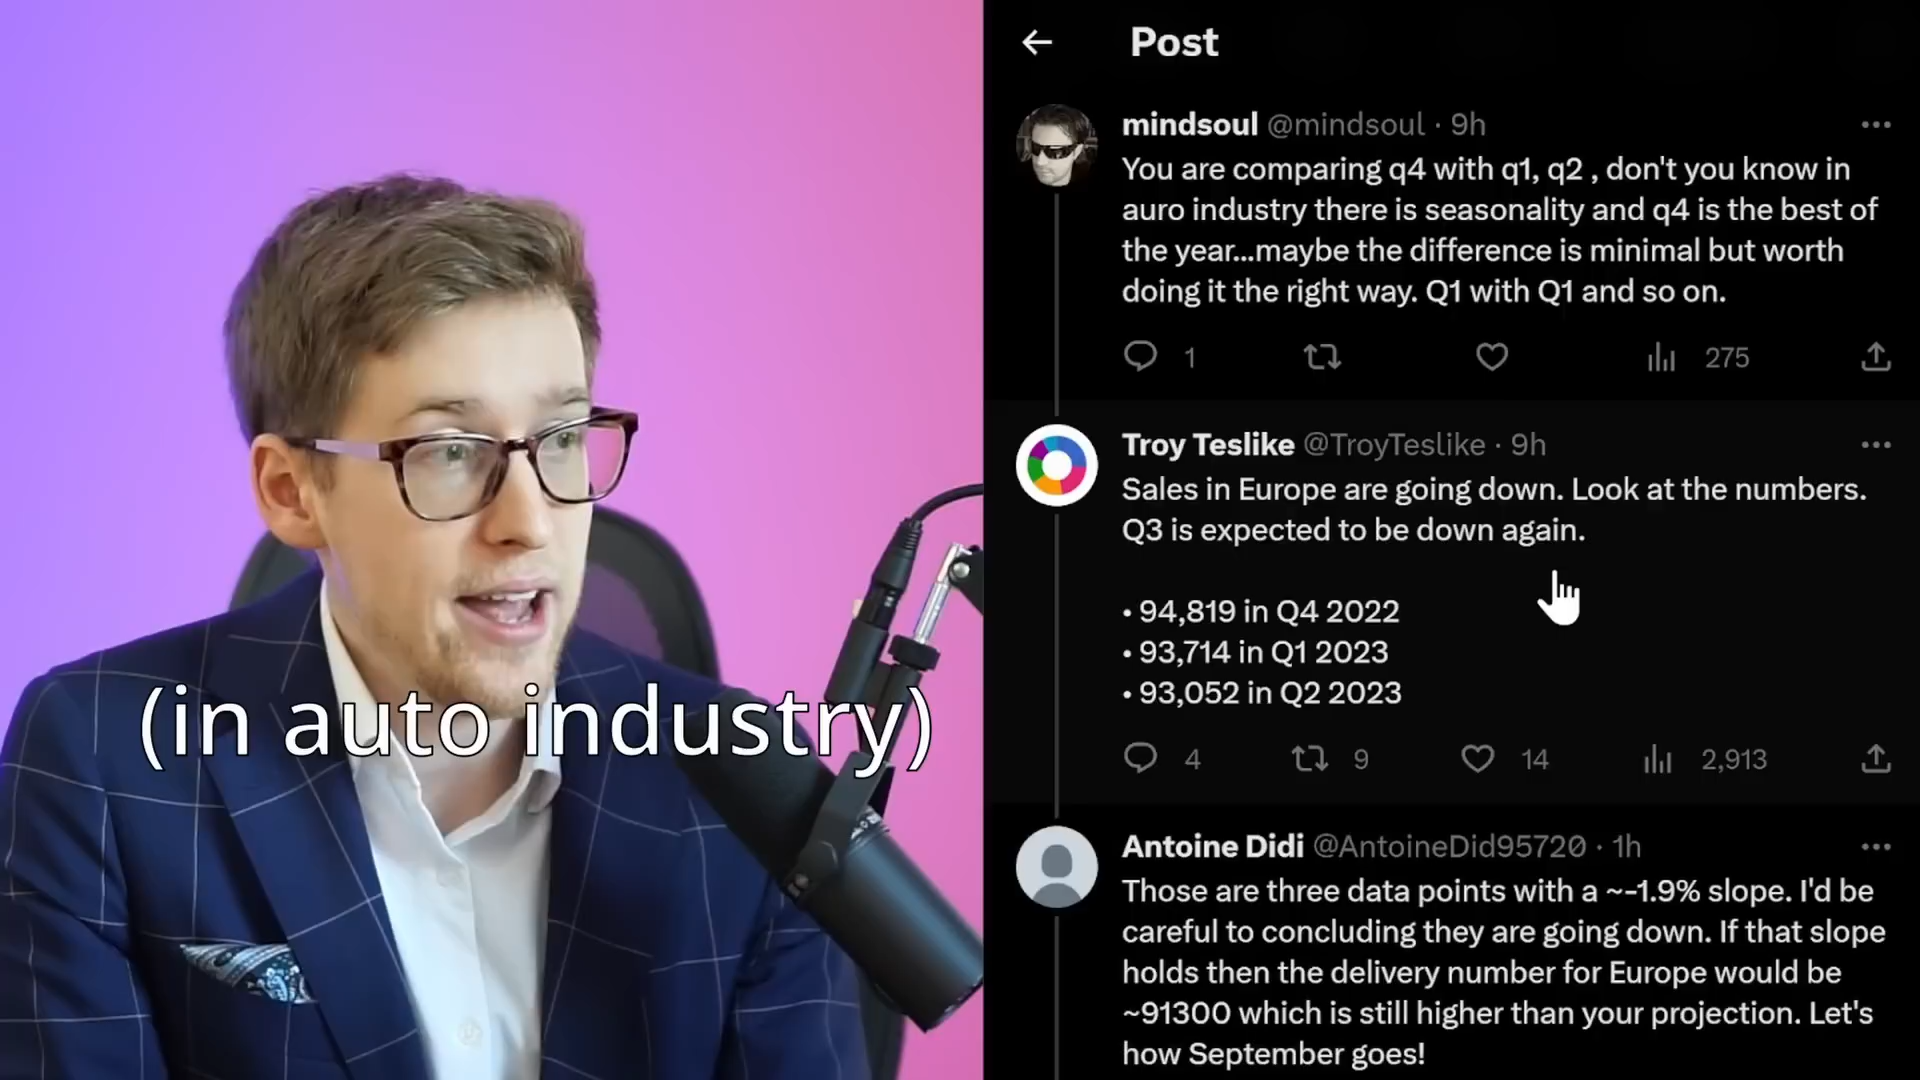 Post
mindsoul @mindsoul · 9h
You are comparing q4 with q1, q2 , don't you know in
auro industry there is seasonality and q4 is the best of
the year...maybe the difference is minimal but worth
doing it the right way. Q1 with Q1 and so on.
1 275
Troy Teslike @TroyTeslike · 9h
Sales in Europe are going down. Look at the numbers.
Q3 is expected to be down again.
• 94,819 in Q4 2022
• 93,714 in Q1 2023
• 93,052 in Q2 2023
4 9 14 2,913
Antoine Didi @AntoineDid95720 · 1h
Those are three data points with a ~-1.9% slope. I'd be
careful to concluding they are going down. If that slope
holds then the delivery number for Europe would be
~91300 which is still higher than your projection. Let's
how September goes!
(in auto industry)